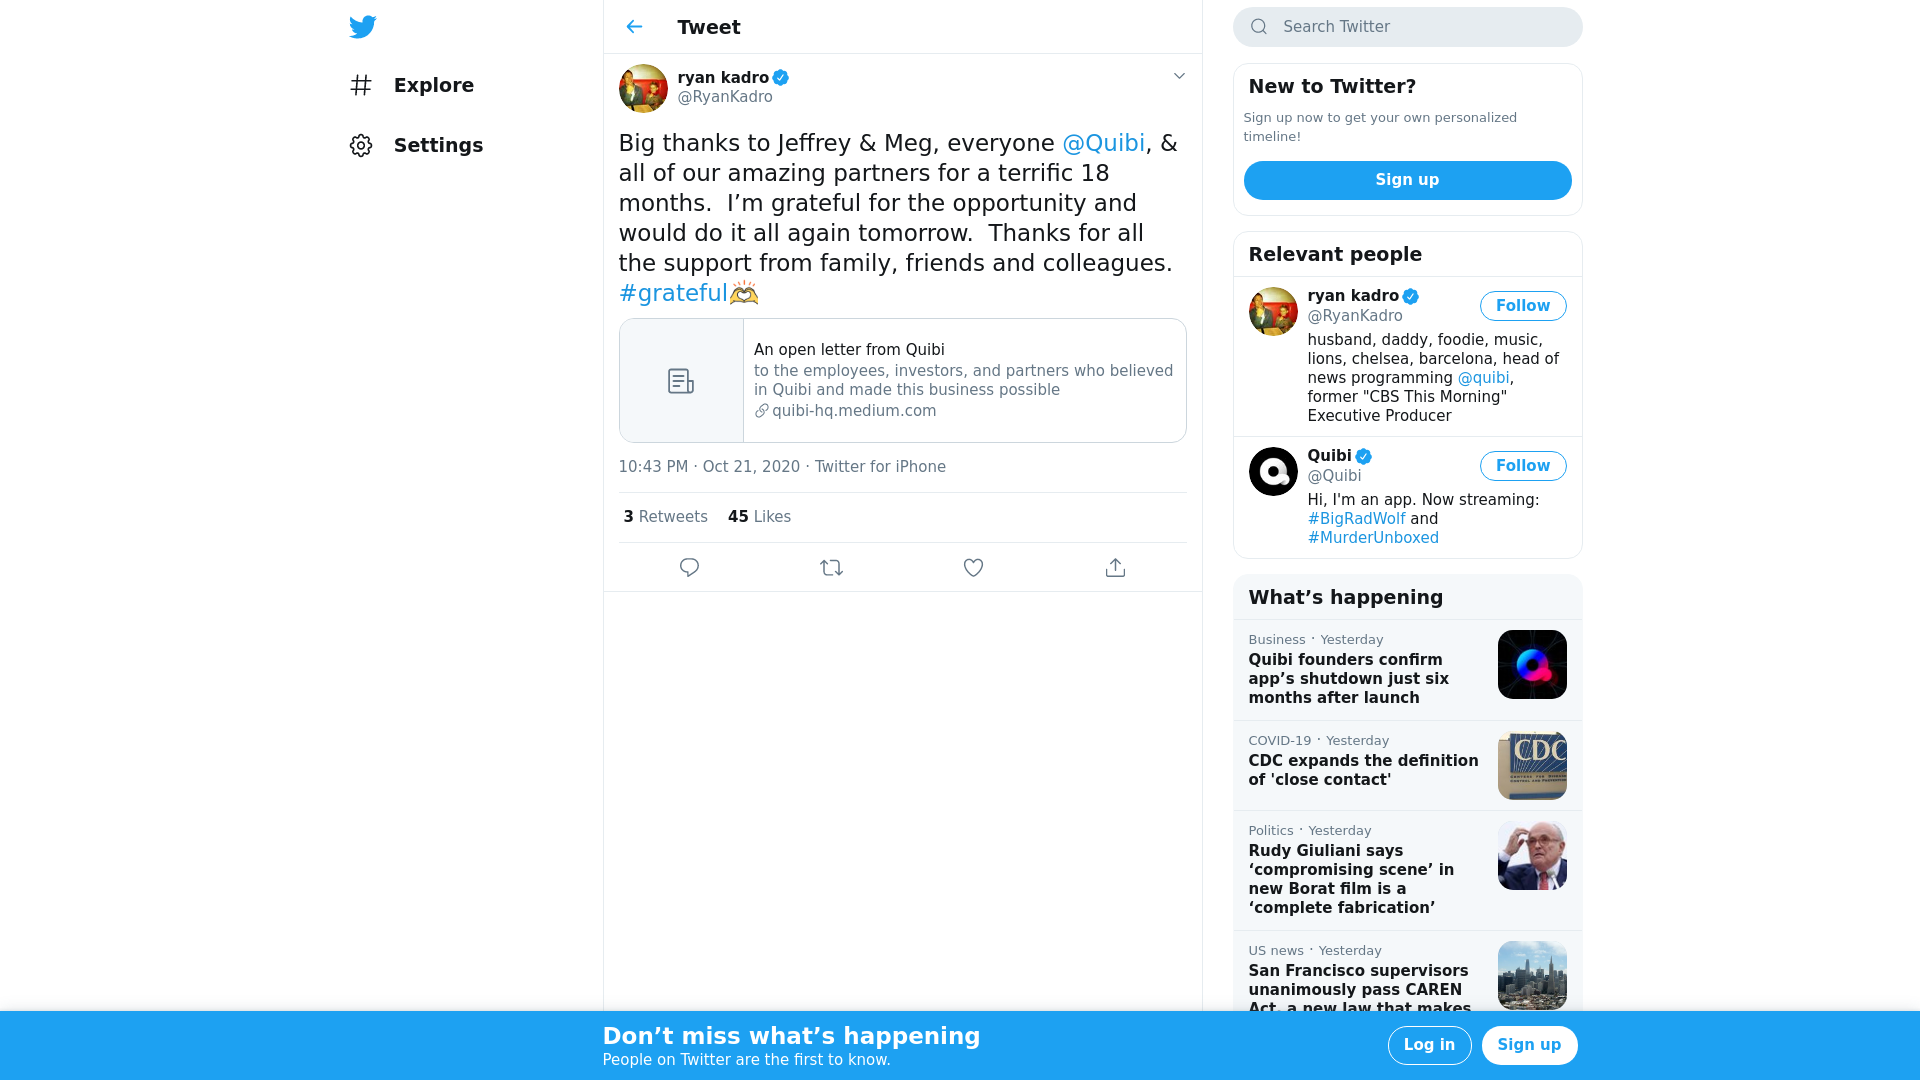 Explore
Settings
Tweet
ryan kadro
@RyanKadro
Big thanks to Jeffrey & Meg, everyone @Quibi, &
all of our amazing partners for a terrific 18
months.  I’m grateful for the opportunity and
would do it all again tomorrow.  Thanks for all
the support from family, friends and colleagues.
#grateful
An open letter from Quibi
to the employees, investors, and partners who believed
in Quibi and made this business possible
quibi-hq.medium.com
10:43 PM · Oct 21, 2020 · Twitter for iPhone
3 Retweets 45 Likes
Search Twitter
New to Twitter?
Sign up now to get your own personalized
timeline!
Sign up
Relevant people
ryan kadro
@RyanKadro
Follow
husband, daddy, foodie, music,
lions, chelsea, barcelona, head of
news programming @quibi,
former "CBS This Morning"
Executive Producer
Quibi
@Quibi
Follow
Hi, I'm an app. Now streaming:
#BigRadWolf and
#MurderUnboxed
What’s happening
Business · Yesterday
Quibi founders confirm
app’s shutdown just six
months after launch
COVID-19 · Yesterday
CDC expands the definition
of 'close contact'
CDC
Politics · Yesterday
Rudy Giuliani says
‘compromising scene’ in
new Borat film is a
‘complete fabrication’
US news · Yesterday
San Francisco supervisors
unanimously pass CAREN
Act, a new law that makes
Don’t miss what’s happening
People on Twitter are the first to know.
Log in
Sign up